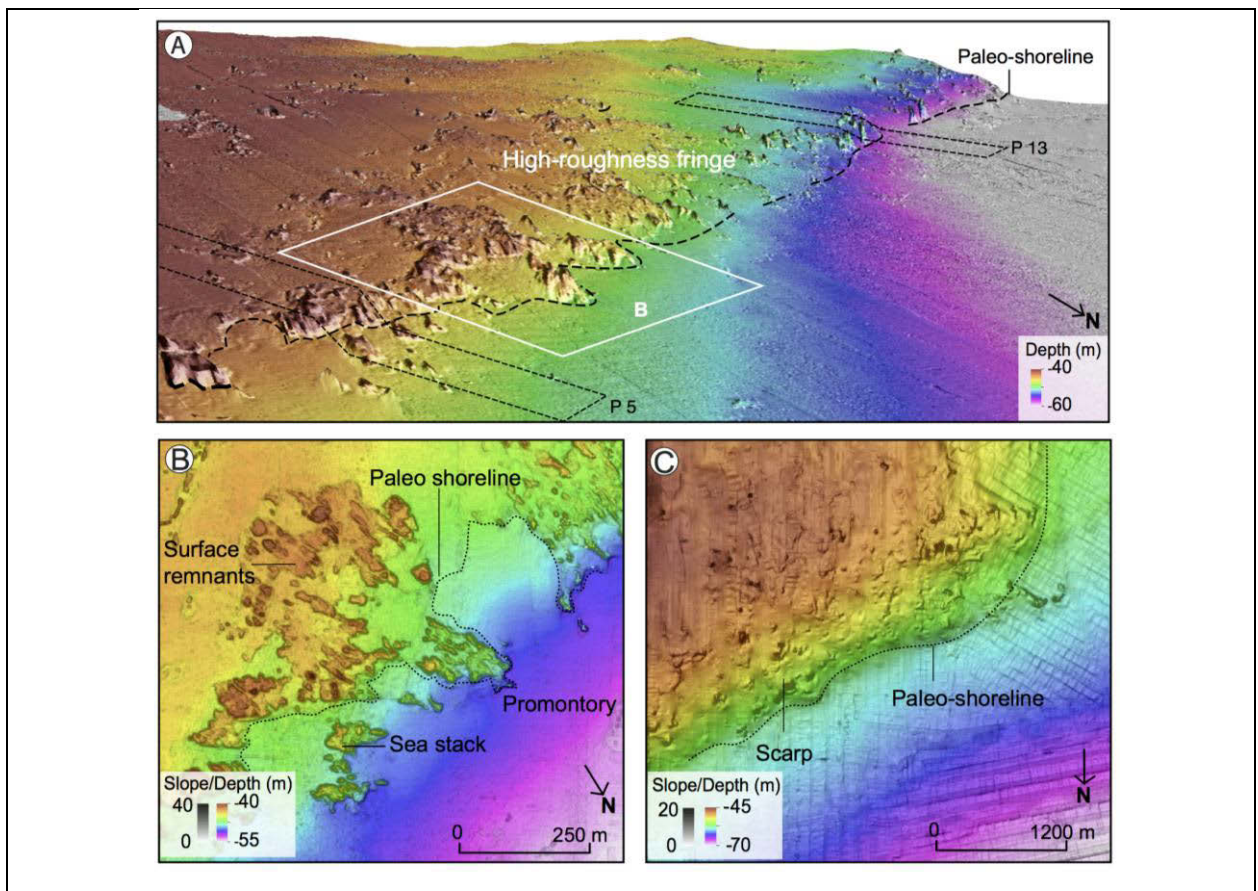 A
Paleo-shoreline
P 13
High-roughness fringe
B
N
P 5
Depth (m)
-40
-60
B
Paleo shoreline
Surface
remnants
Promontory
Sea stack
Slope/Depth (m)
40
-40
0
-55
N
0
250 m
C
Paleo-shoreline
Scarp
Slope/Depth (m)
20
-45
0
-70
N
0
1200 m